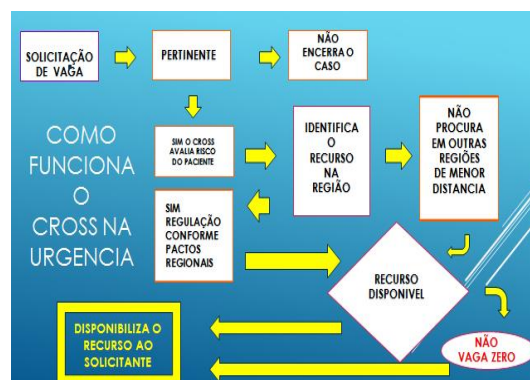 SOLICITAÇÃO
DE VAGA
PERTINENTE
NÃO
ENCERRA O
CASO
COMO
FUNCIONA
O
CROSS NA
URGENCIA
SIM O CROSS
AVALIA RISCO
DO PACIENTE
IDENTIFICA
O
RECURSO
NA
REGIÃO
NÃO
PROCURA
EM OUTRAS
REGIÕES
DE MENOR
DISTANCIA
SIM
REGULAÇÃO
CONFORME
PACTOS
REGIONAIS
RECURSO
DISPONIVEL
NÃO
VAGA ZERO
DISPONIBILIZA O
RECURSO AO
SOLICITANTE